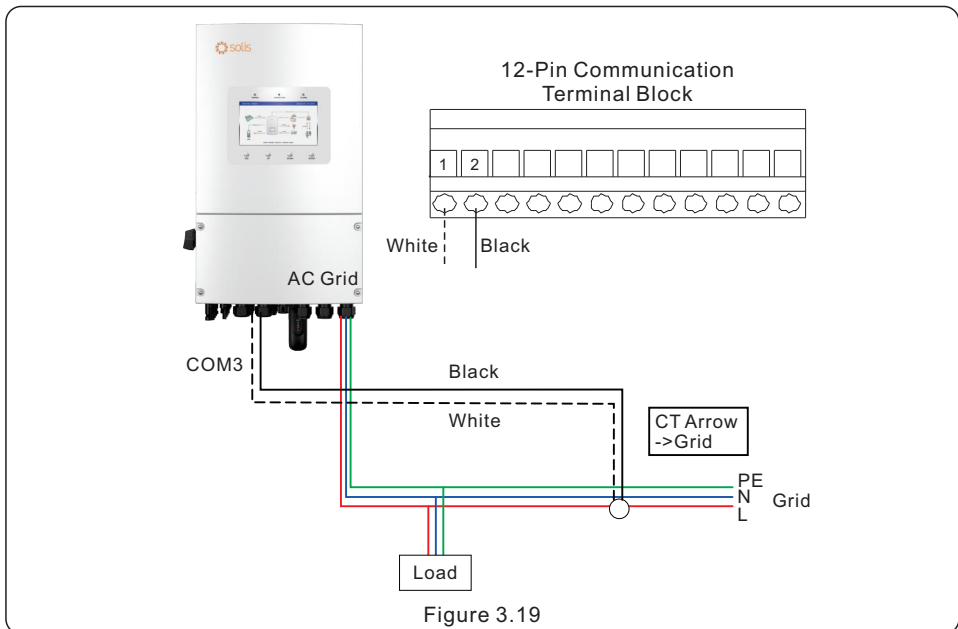 solis
12-Pin Communication
Terminal Block
1 2
White Black
AC Grid
COM3
Black
White
CT Arrow
->Grid
PE
N
L
Grid
Load
Figure 3.19